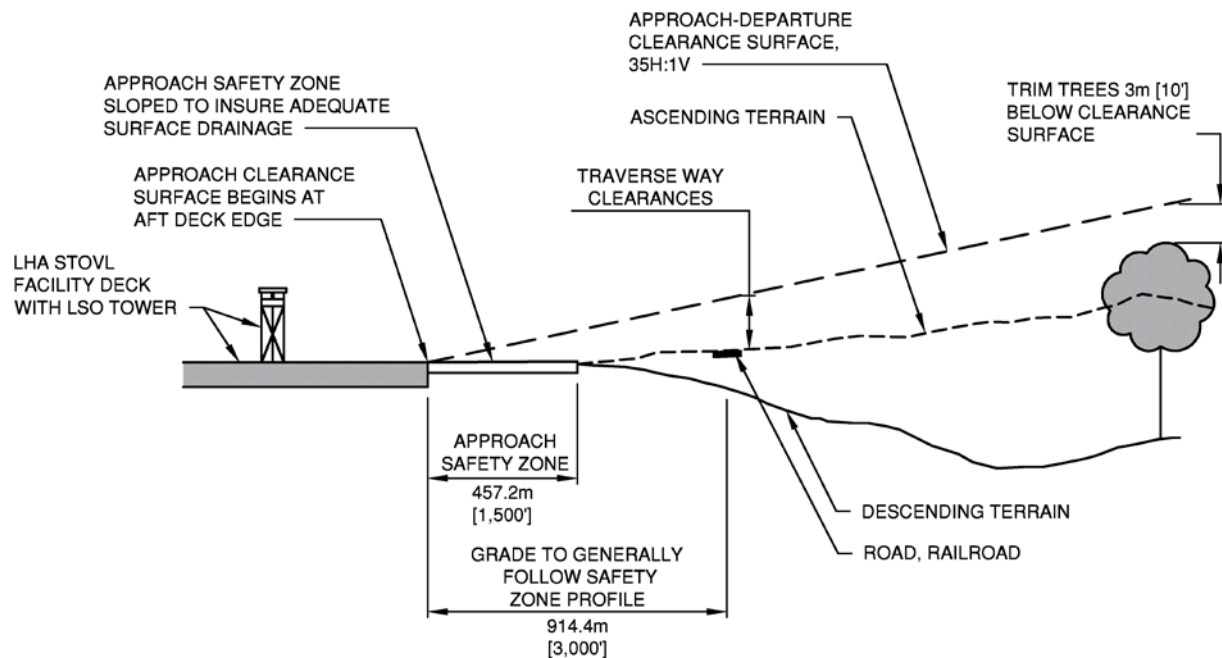 APPROACH-DEPARTURE
CLEARANCE SURFACE,
35H:1V
APPROACH SAFETY ZONE
SLOPED TO INSURE ADEQUATE
SURFACE DRAINAGE
TRIM TREES 3m [10']
BELOW CLEARANCE
SURFACE
ASCENDING TERRAIN
APPROACH CLEARANCE
SURFACE BEGINS AT
AFT DECK EDGE
TRAVERSE WAY
CLEARANCES
LHA STOVL
FACILITY DECK
WITH LSO TOWER
APPROACH
SAFETY ZONE
457.2m
[1,500']
DESCENDING TERRAIN
ROAD, RAILROAD
GRADE TO GENERALLY
FOLLOW SAFETY
ZONE PROFILE
914.4m
[3,000']